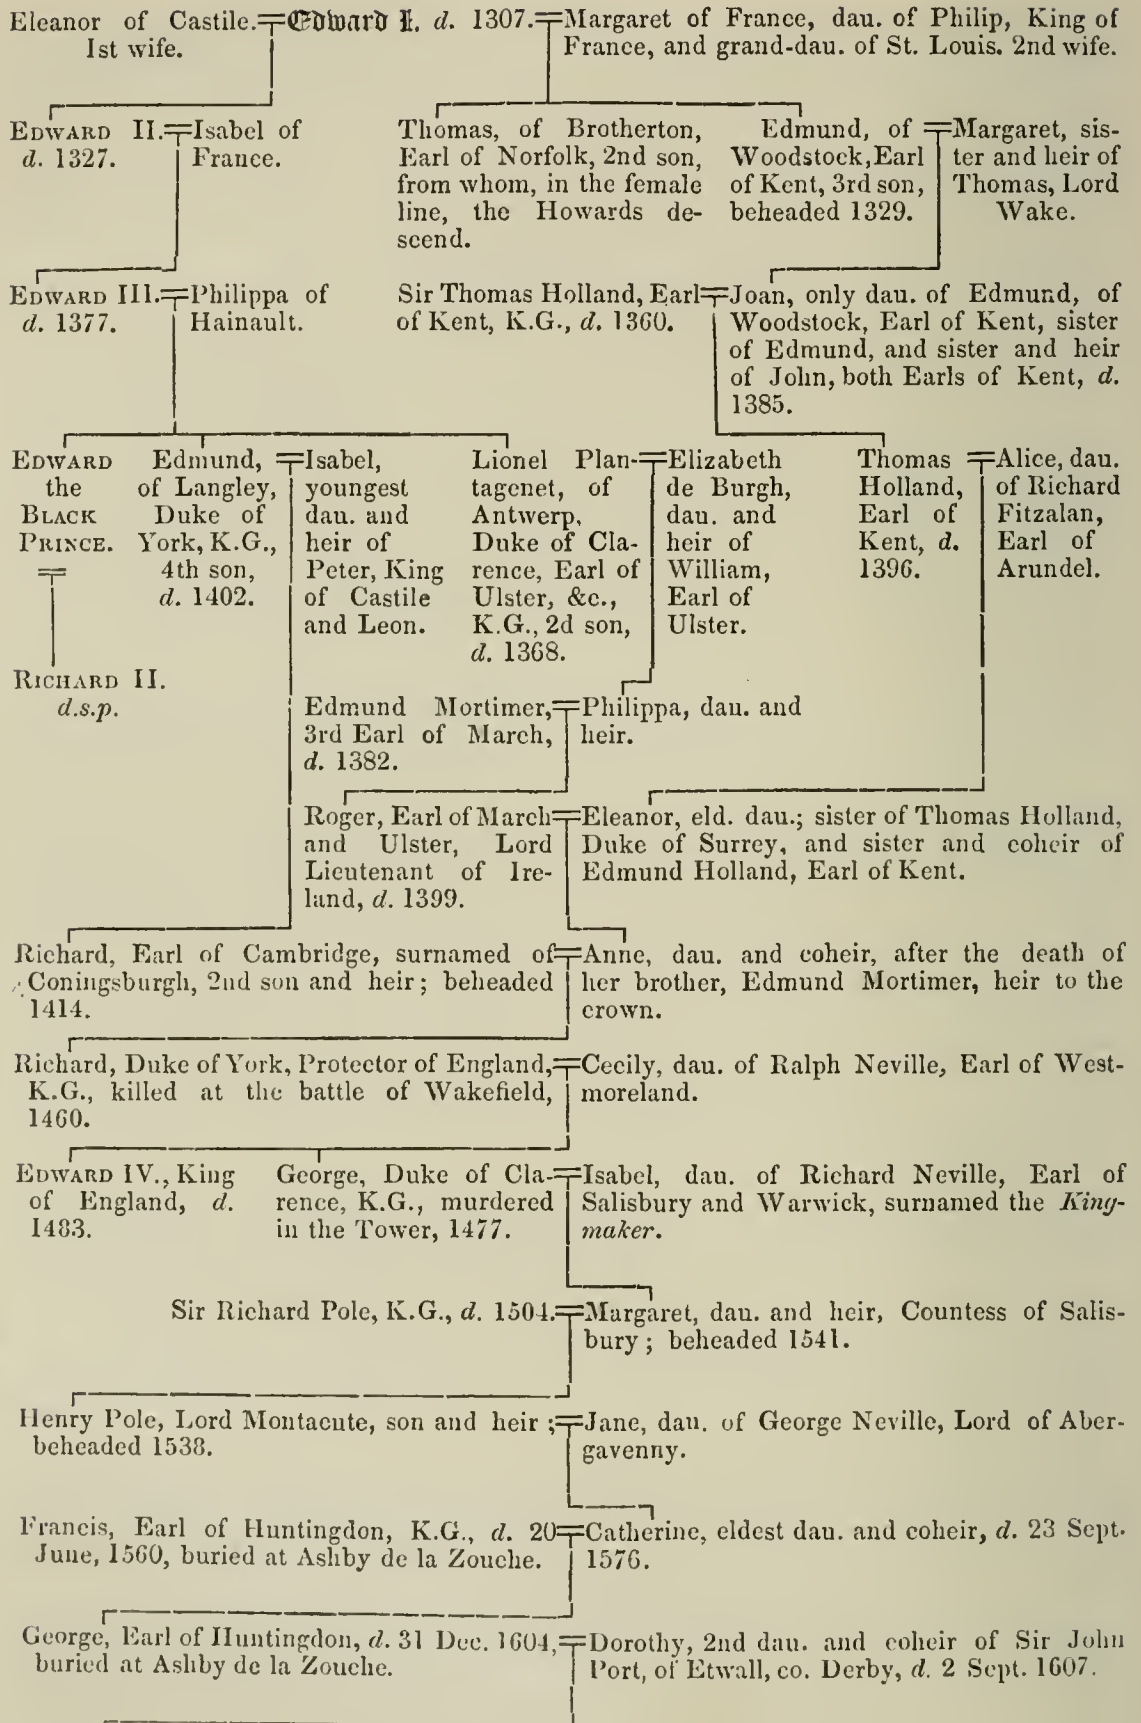 Eleanor of Castile. Edward I. d. 1307. Margaret of France, dau. of Philip, King of
Ist wife. France, and grand-dau. of St. Louis. 2nd wife.
EDWARD II. Isabel of
d. 1327. France.
Thomas, of Brotherton,
Earl of Norfolk, 2nd son,
from whom, in the female
line, the Howards de-
scend.
Edmund, of
Woodstock, Earl
of Kent, 3rd son,
beheaded 1329.
Margaret, sis-
ter and heir of
Thomas, Lord
Wake.
EDWARD III. Philippa of
d. 1377. Hainault.
Sir Thomas Holland, Earl
of Kent, K.G., d. 1360.
Joan, only dau. of Edmund, of
Woodstock, Earl of Kent, sister
of Edmund, and sister and heir
of John, both Earls of Kent, d.
1385.
EDWARD
the
BLACK
PRINCE.
Edmund,
of Langley,
Duke of
York, K.G.,
4th son,
d. 1402.
Isabel,
youngest
dau. and
heir of
Peter, King
of Castile
and Leon.
Lionel Plan-
tagenet, of
Antwerp,
Duke of Cla-
rence, Earl of
Ulster, &c.,
K.G., 2d son,
d. 1368.
Elizabeth
de Burgh,
dau. and
heir of
William,
Earl of
Ulster.
Thomas
Holland,
Earl of
Kent, d.
1396.
Alice, dau.
of Richard
Fitzalan,
Earl of
Arundel.
RICHARD II.
d.s.p.
Edmund Mortimer,
3rd Earl of March,
d. 1382.
Philippa, dau. and
heir.
Roger, Earl of March
and Ulster, Lord
Lieutenant of Ire-
land, d. 1399.
Eleanor, eld. dau.; sister of Thomas Holland,
Duke of Surrey, and sister and coheir of
Edmund Holland, Earl of Kent.
Richard, Earl of Cambridge, surnamed of
Coningsburgh, 2nd son and heir; beheaded
1414.
Anne, dau. and coheir, after the death of
her brother, Edmund Mortimer, heir to the
crown.
Richard, Duke of York, Protector of England,
K.G., killed at the battle of Wakefield,
1460.
Cecily, dau. of Ralph Neville, Earl of West-
moreland.
EDWARD IV., King
of England, d.
1483.
George, Duke of Cla-
rence, K.G., murdered
in the Tower, 1477.
Isabel, dau. of Richard Neville, Earl of
Salisbury and Warwick, surnamed the King-
maker.
Sir Richard Pole, K.G., d. 1504.
Margaret, dau. and heir, Countess of Salis-
bury; beheaded 1541.
Henry Pole, Lord Montacute, son and heir;
beheaded 1538.
Jane, dau. of George Neville, Lord of Aber-
gavenny.
Francis, Earl of Huntingdon, K.G., d. 20
June, 1560, buried at Ashby de la Zouche.
Catherine, eldest dau. and coheir, d. 23 Sept.
1576.
George, Earl of Huntingdon, d. 31 Dec. 1604,
buried at Ashby de la Zouche.
Dorothy, 2nd dau. and coheir of Sir John
Port, of Etwall, co. Derby, d. 2 Sept. 1607.